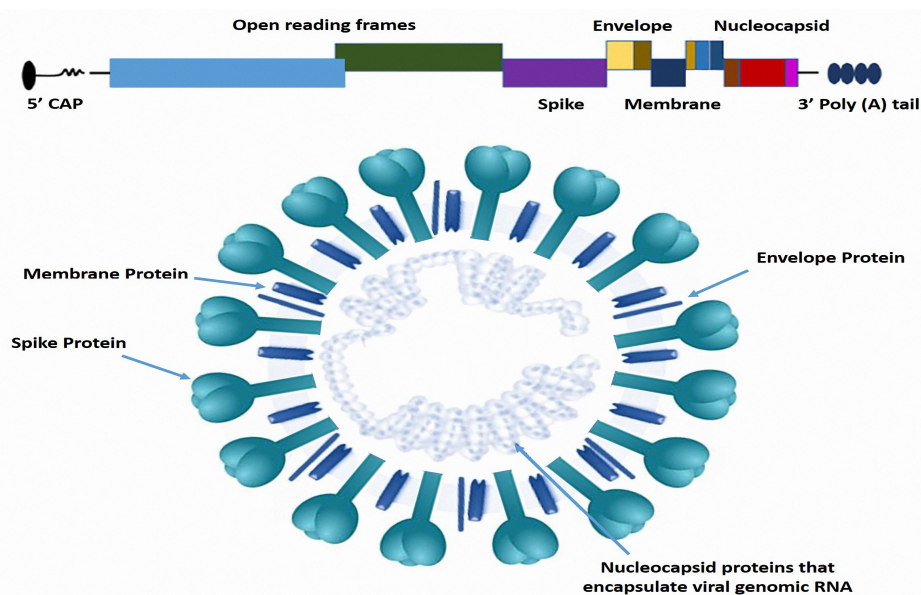 Open reading frames
Envelope
Nucleocapsid
5’ CAP
Spike
Membrane
3’ Poly (A) tail
Membrane Protein
Envelope Protein
Spike Protein
Nucleocapsid proteins that
encapsulate viral genomic RNA